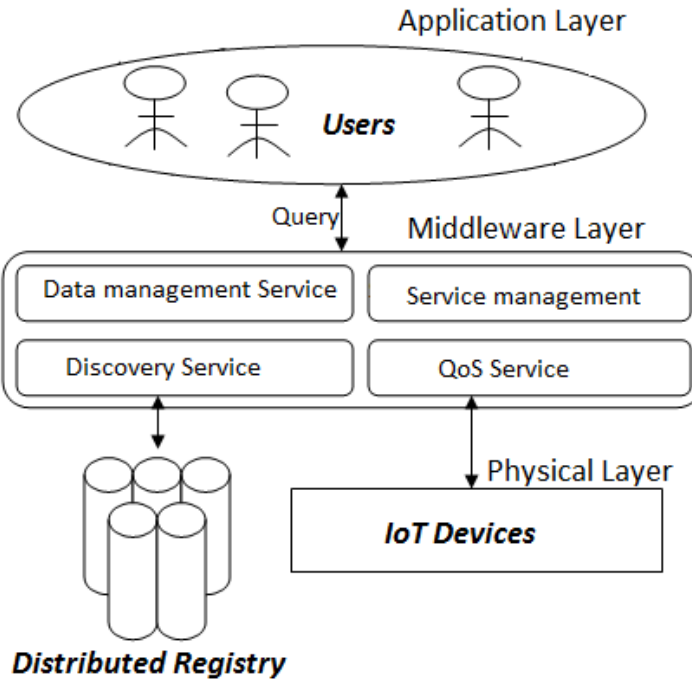 Application Layer
Users
Query
Middleware Layer
Data management Service
Service management
Discovery Service
QoS Service
Physical Layer
IoT Devices
Distributed Registry